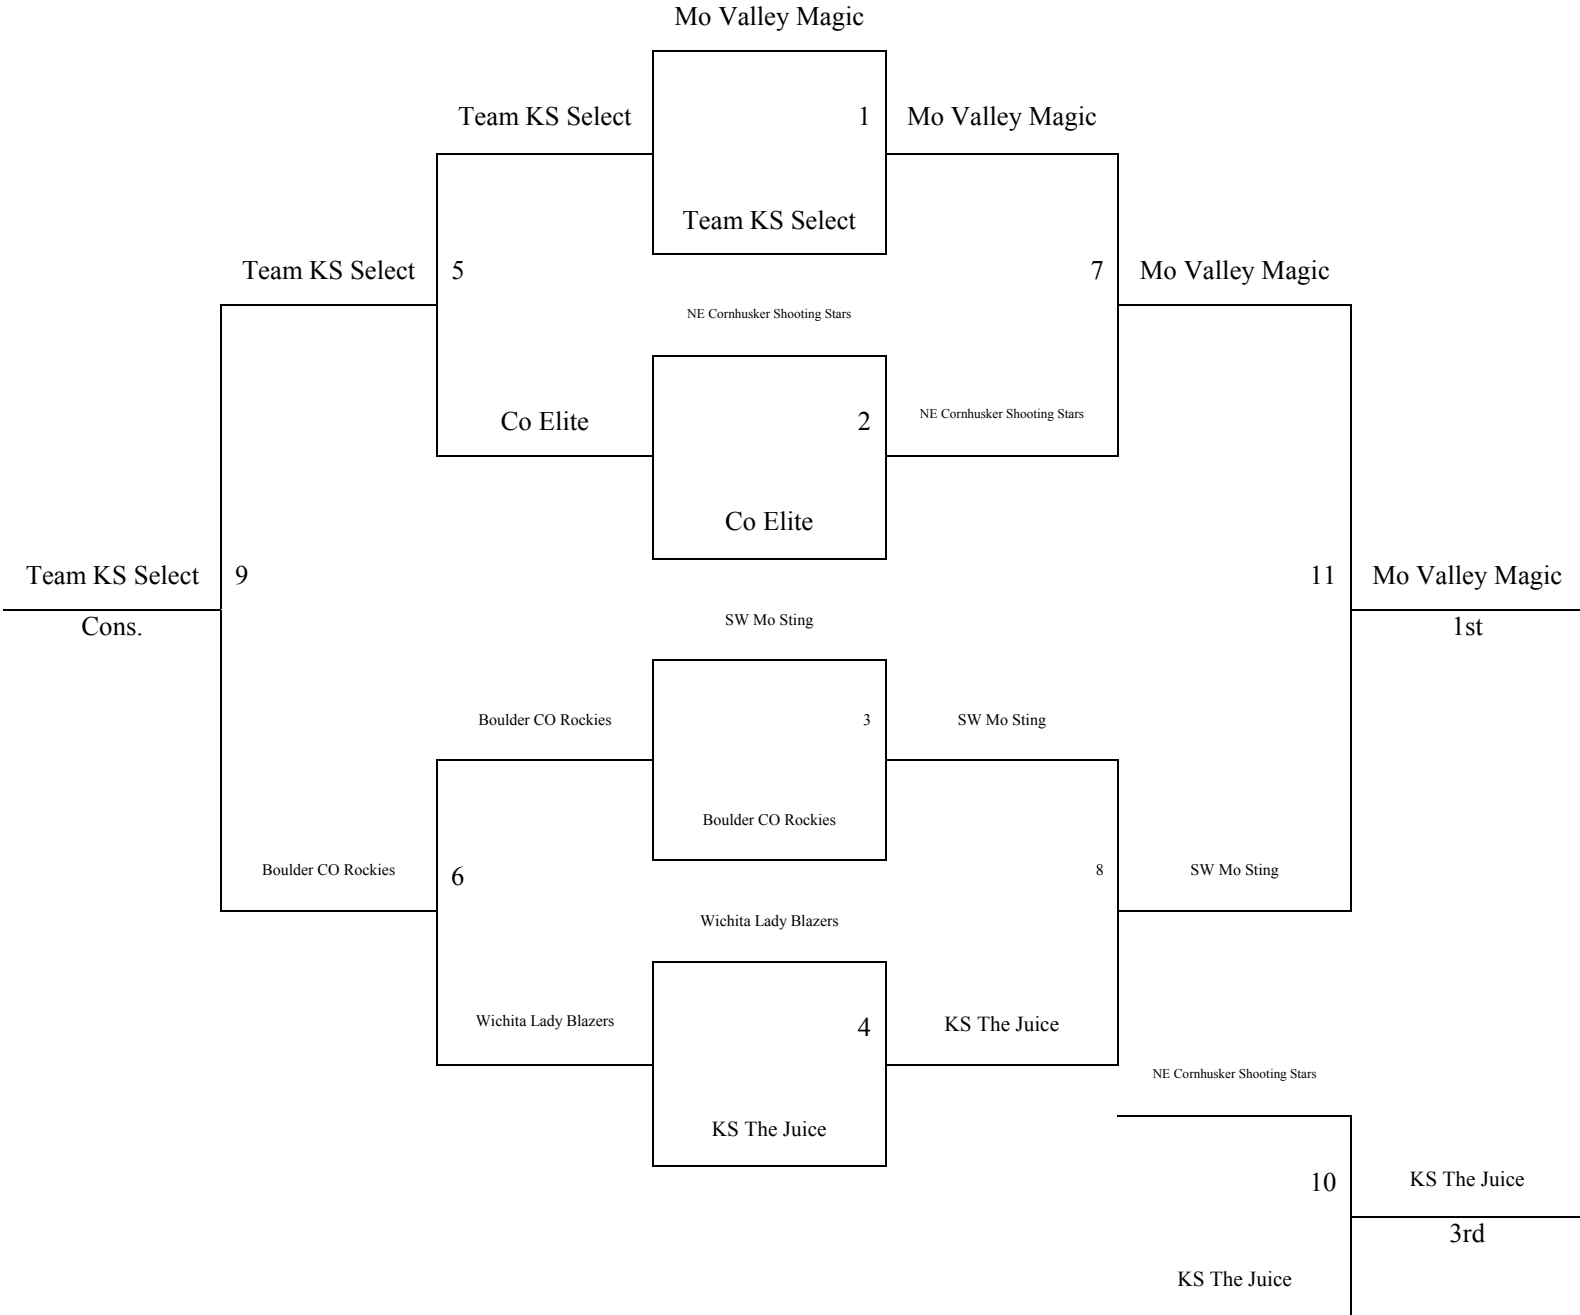 Mo Valley Magic
Team KS Select
1
Mo Valley Magic
Team KS Select
Team KS Select
5
7
Mo Valley Magic
NE Cornhusker Shooting Stars
Co Elite
2
NE Cornhusker Shooting Stars
Co Elite
Team KS Select
9
11
Mo Valley Magic
Cons.
SW Mo Sting
1st
Boulder CO Rockies
3
SW Mo Sting
Boulder CO Rockies
Boulder CO Rockies
6
8
SW Mo Sting
Wichita Lady Blazers
Wichita Lady Blazers
4
KS The Juice
NE Cornhusker Shooting Stars
KS The Juice
10
KS The Juice
3rd
KS The Juice